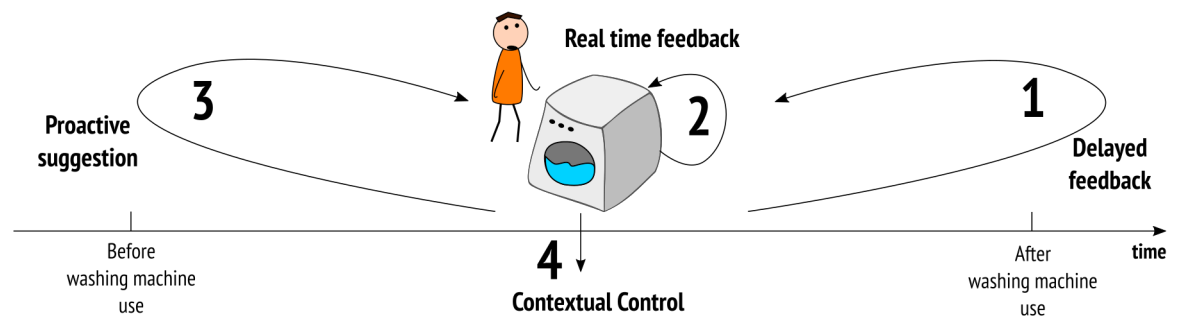 Real time feedback
3
2
1
Proactive
suggestion
Delayed
feedback
Before
washing machine
use
4
After
washing machine
use
time
Contextual Control